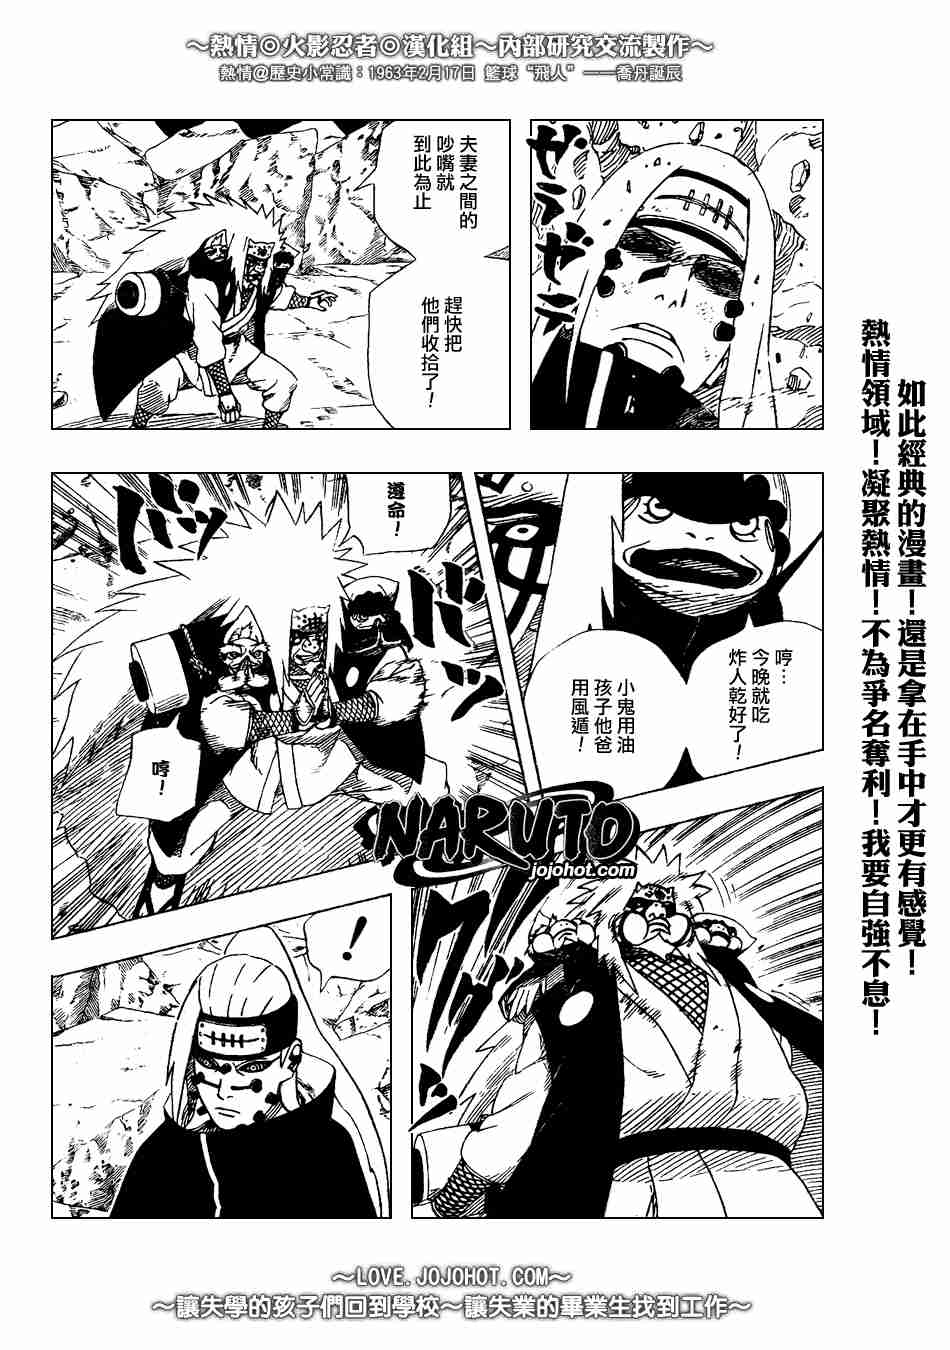 ～熱情◎火影忍者◎漢化組～內部研究交流製作～
熱情@歷史小常識：1963年2月17日 籃球“飛人”——喬丹誕辰
ザラザラ
夫妻之間的
吵嘴就
到此為止
趕快把
他們收拾了！
哼…
今晚就吃
炸人乾好了！
小鬼用油
孩子他爸
用風遁！
遵命！
ドッ
ドッ
哼！
NARUTO
jojohot.com
！
如此經典的漫畫！還是拿在手中才更有感覺！
熱情領域！凝聚熱情！不為爭名奪利！我要自強不息！
～LOVE.JOJOHOT.COM～
～讓失學的孩子們回到學校～讓失業的畢業生找到工作～